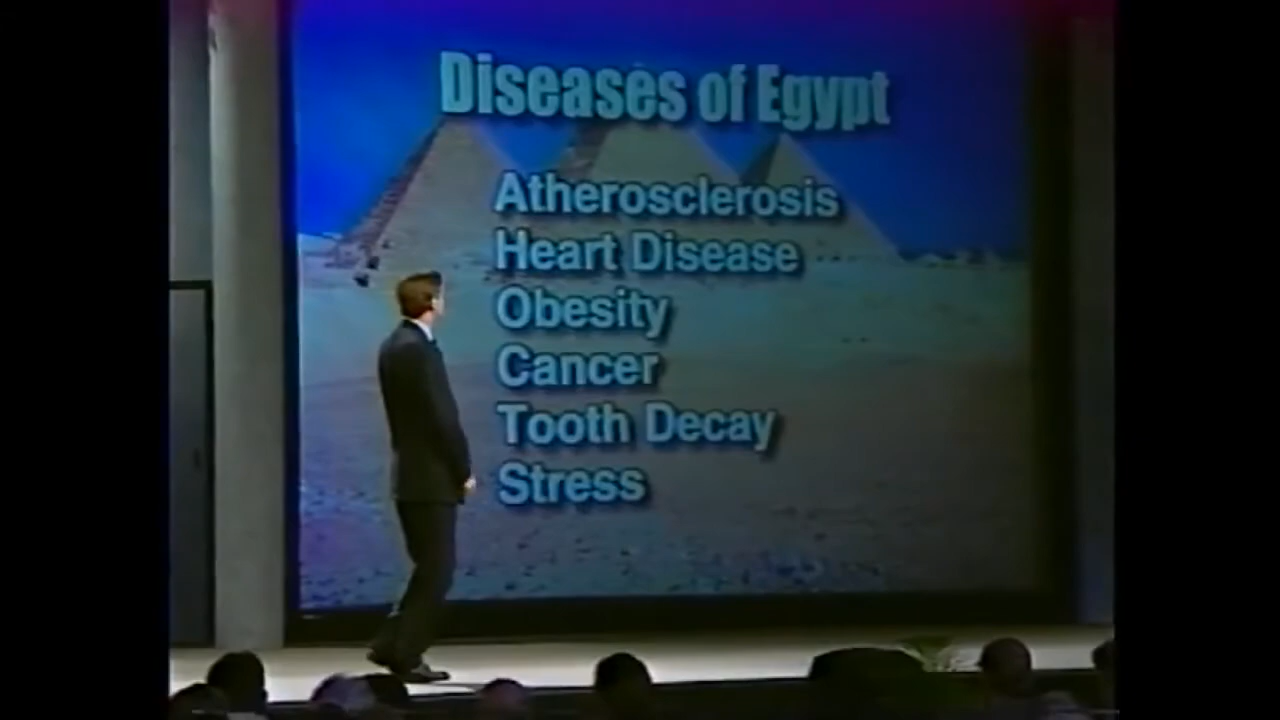 Diseases of Egypt
Atherosclerosis
Heart Disease
Obesity
Cancer
Tooth Decay
Stress